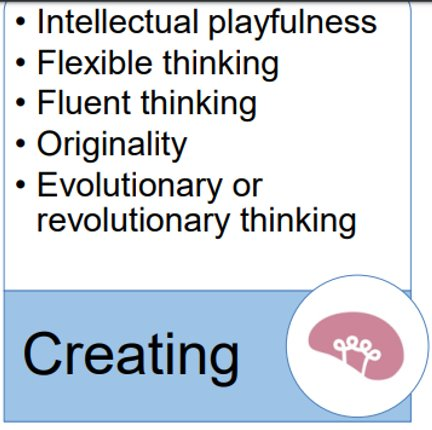 • Intellectual playfulness
• Flexible thinking
• Fluent thinking
• Originality
• Evolutionary or
revolutionary thinking
Creating